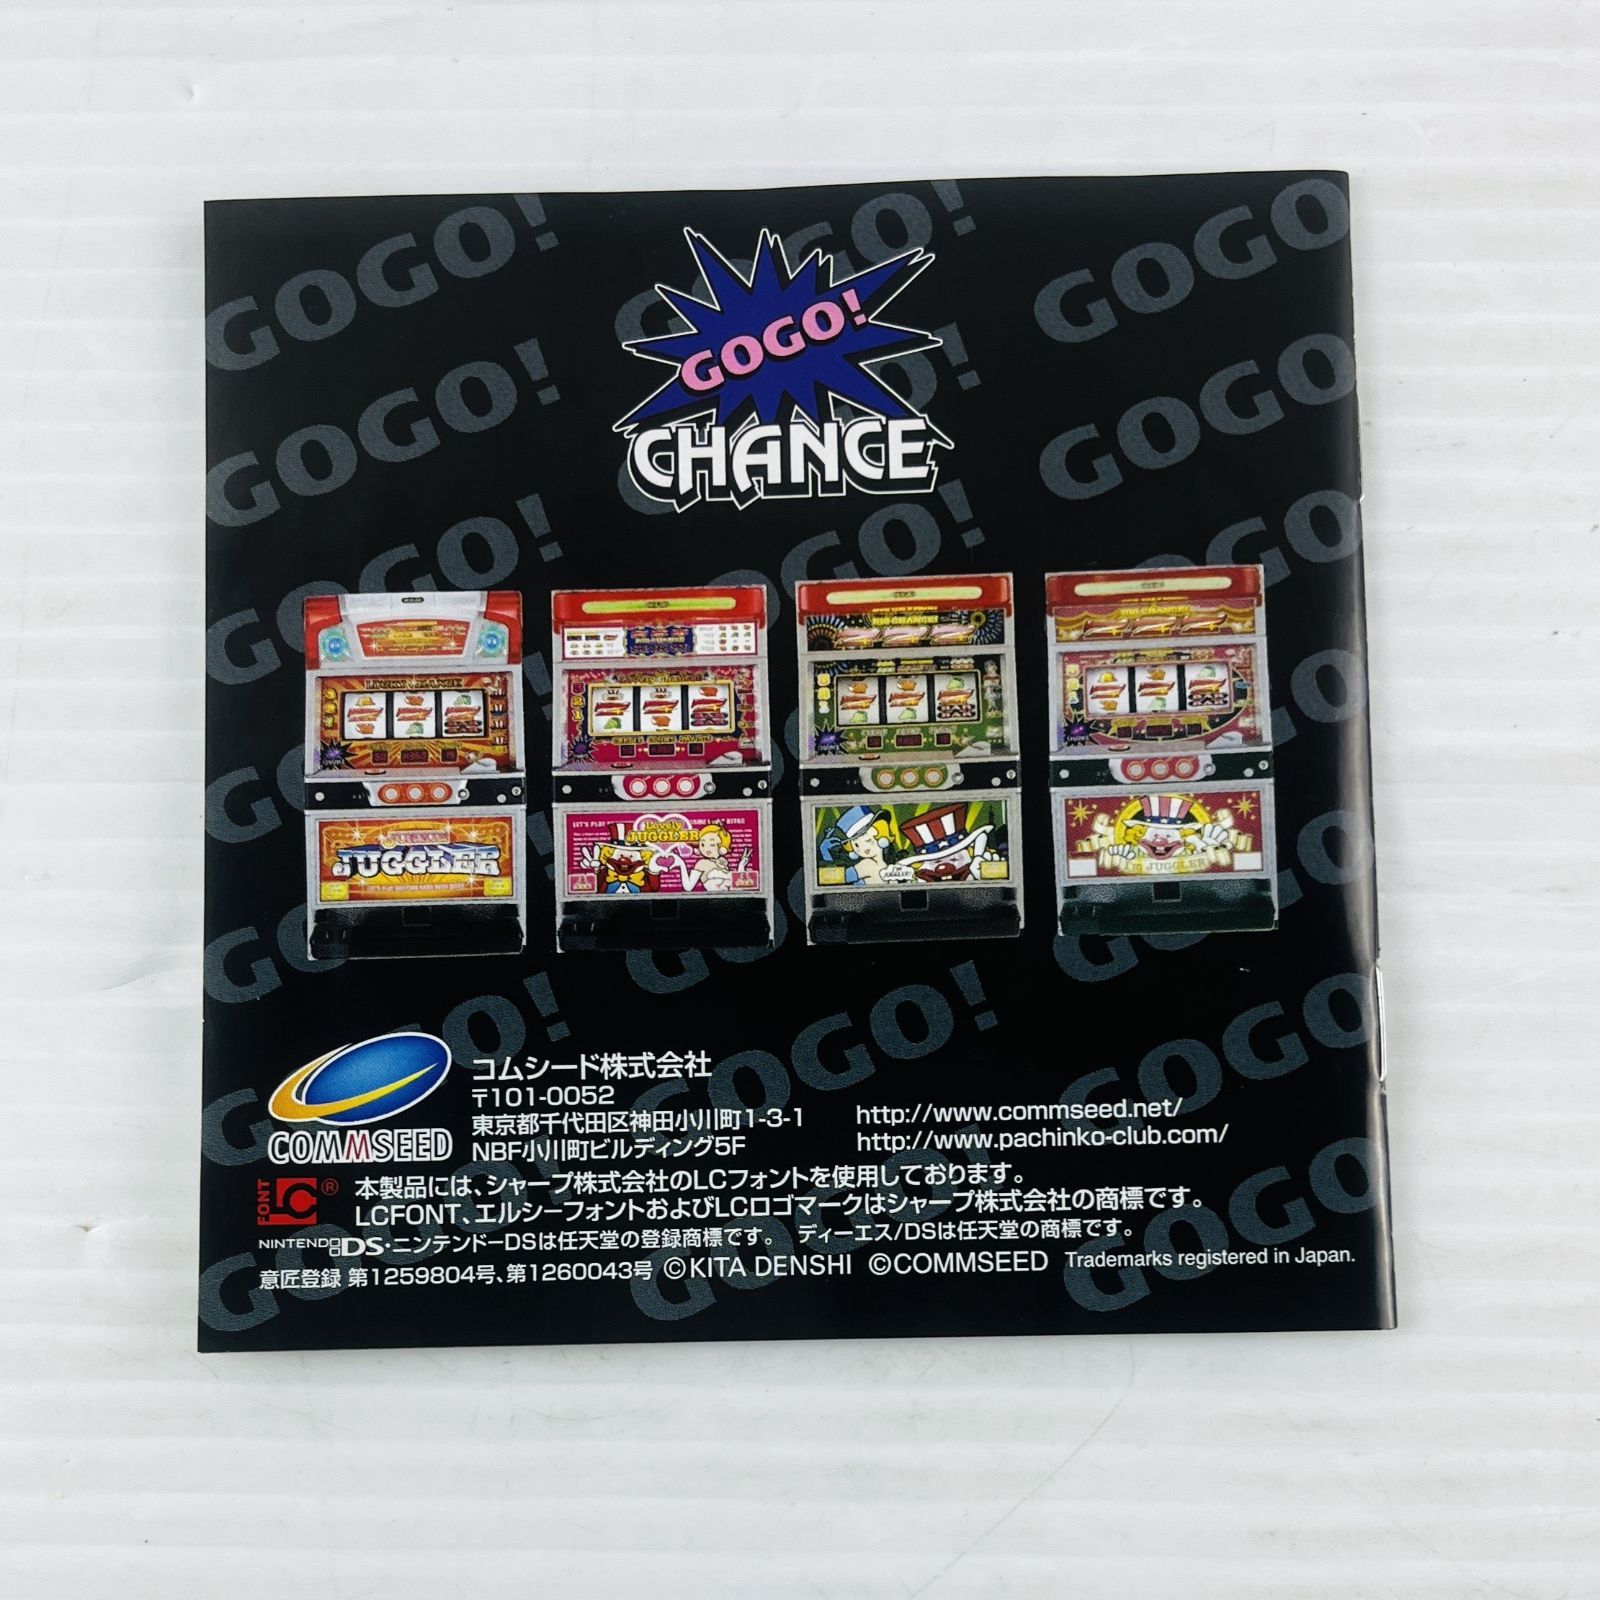 GOGO!
CHANCE
LUCKY CHANCE
JUGGLER
Lovely
JUGGLER
I'm JUGGLER
コムシード株式会社
〒101-0052
東京都千代田区神田小川町1-3-1
NBF小川町ビルディング5F
http://www.commseed.net/
http://www.pachinko-club.com/
COMMSEED
FONT LC®
本製品には、シャープ株式会社のLCフォントを使用しております。
LCFONT、エルシーフォントおよびLCロゴマークはシャープ株式会社の商標です。
NINTENDO DS・ニンテンドーDSは任天堂の登録商標です。 ディーエス/DSは任天堂の商標です。
意匠登録 第1259804号、第1260043号 ©KITA DENSHI ©COMMSEED Trademarks registered in Japan.